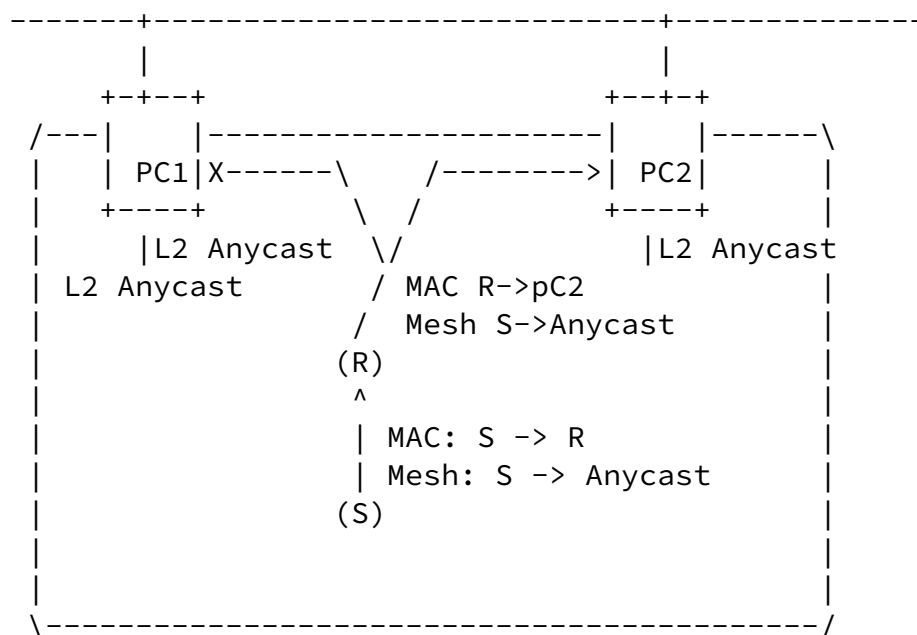 -------+-----------------------------+--------------
|                             |
+-+--+                       +--+-+
/---|    |----------------------|    |------\
|   | PC1|X------\    /-------->| PC2|      |
|   +----+        \  /          +----+      |
|     |L2 Anycast  \/             |L2 Anycast
| L2 Anycast       / MAC R->pC2             |
|                 /  Mesh S->Anycast        |
|                (R)                        |
|                 ^                         |
|                 | MAC: S -> R             |
|                 | Mesh: S -> Anycast      |
|                (S)                        |
|                                           |
|                                           |
\------------------------------------------/